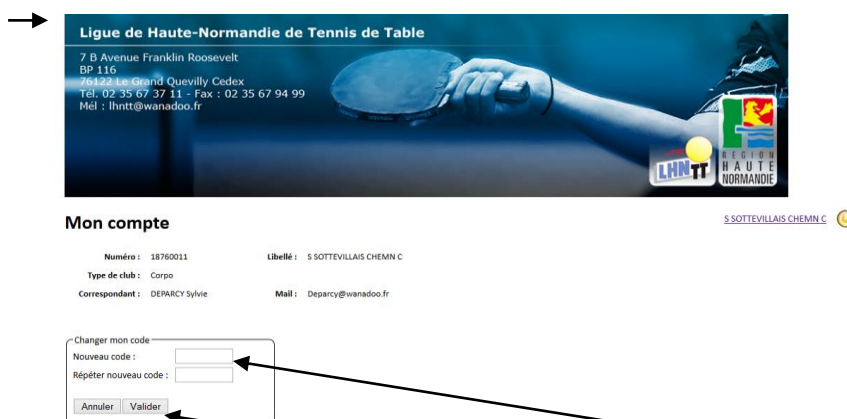 Ligue de Haute-Normandie de Tennis de Table
7 B Avenue Franklin Roosevelt
BP 116
76122 Le Grand Quevilly Cedex
Tél. 02 35 67 37 11 - Fax : 02 35 67 94 99
Mél : lhntt@wanadoo.fr
LHNTT
REGION
HAUTE
NORMANDIE
Mon compte
S SOTTEVILLAIS CHEMN C
Numéro : 18760011 Libellé : S SOTTEVILLAIS CHEMN C
Type de club : Corpo
Correspondant : DEPARCY Sylvie Mail : Deparcy@wanadoo.fr
Changer mon code
Nouveau code :
Répéter nouveau code :
Annuler Valider